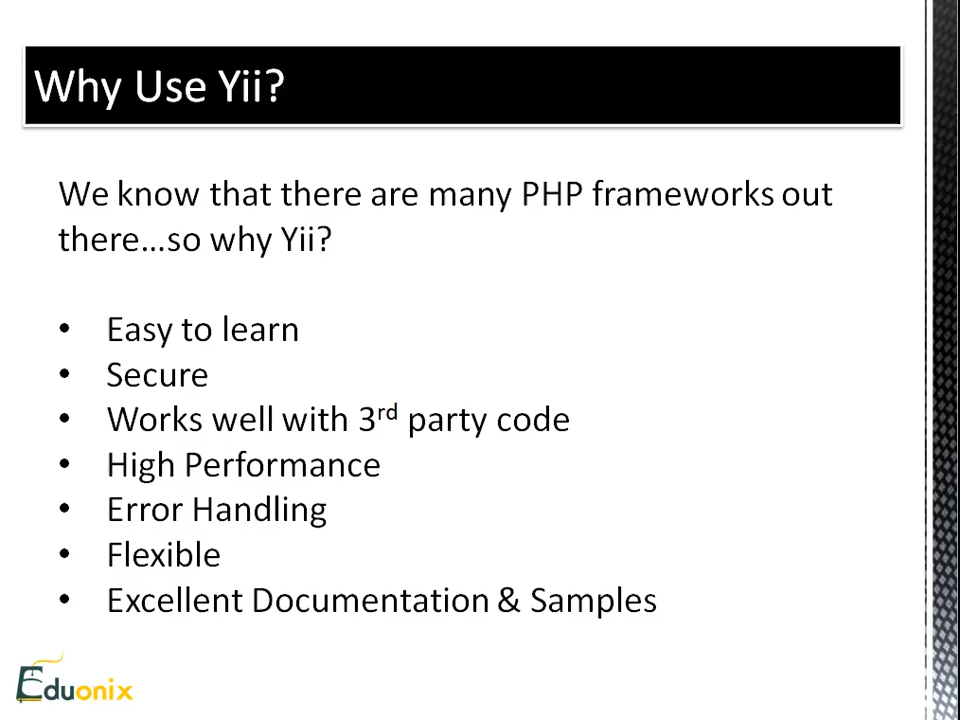 Why Use Yii?
We know that there are many PHP frameworks out
there...so why Yii?
• Easy to learn
• Secure
• Works well with 3rd party code
• High Performance
• Error Handling
• Flexible
• Excellent Documentation & Samples
Eduonix